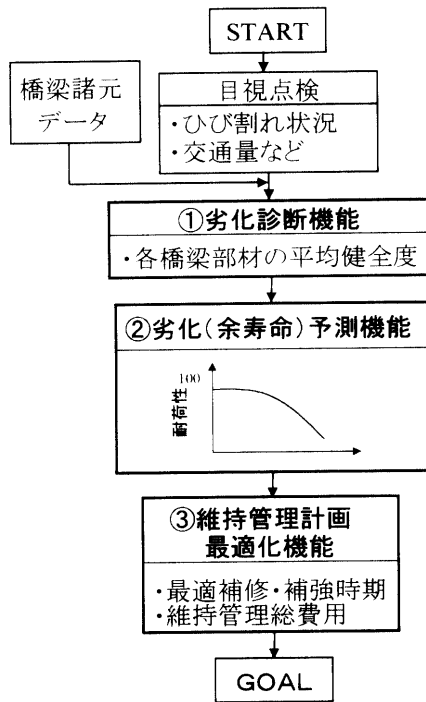 START
橋梁諸元
データ
目視点検
・ひび割れ状況
・交通量など
①劣化診断機能
・各橋梁部材の平均健全度
②劣化(余寿命)予測機能
100
耐荷性
③維持管理計画
最適化機能
・最適補修・補強時期
・維持管理総費用
GOAL